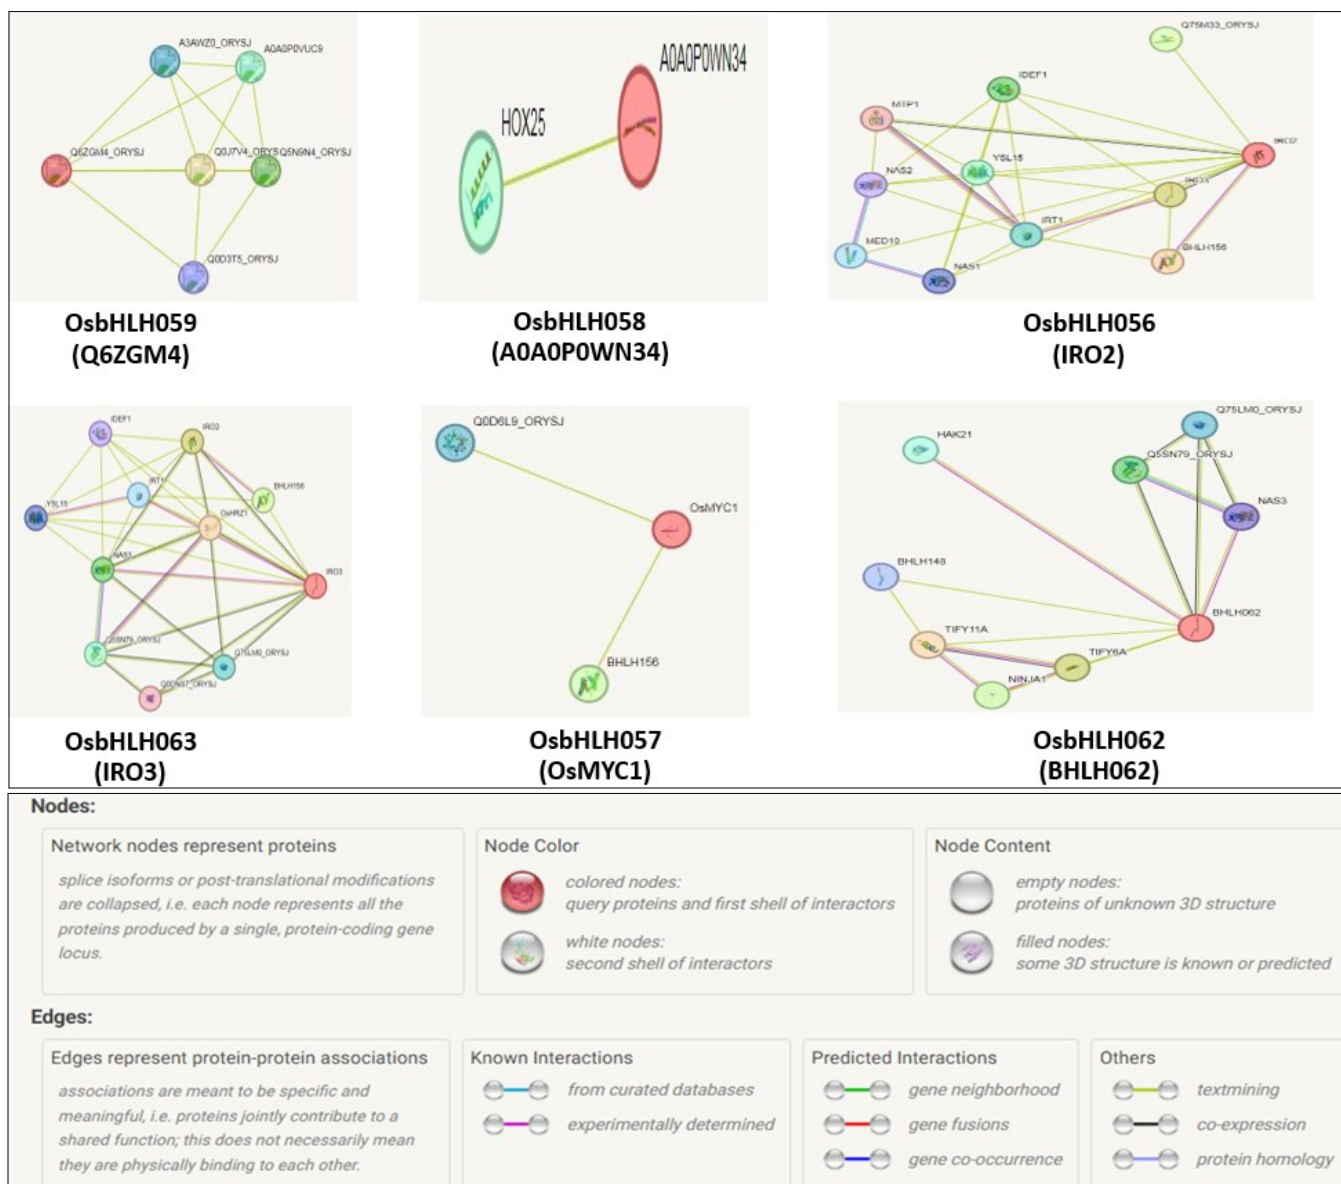 A3AWZ0_ORYSJ
A0A0P0VUC9
Q6ZGM4_ORYSJ
Q0J7V4_ORYS
Q5N9N4_ORYSJ
Q0D3T5_ORYSJ
OsbHLH059
(Q6ZGM4)
A0A0P0WN34
HOX25
OsbHLH058
(A0A0P0WN34)
Q75M33_ORYSJ
IDEF1
MTP1
IRO2
YSL15
NAS2
IRO3
IRT1
MED10
BHLH156
NAS1
OsbHLH056
(IRO2)
IDEF1
IRO2
IRT1
BHLH156
YSL15
OsHRZ1
NAS3
IRO3
Q5SN79_ORYSJ
Q75LM0_ORYSJ
OsbHLH063
(IRO3)
Q0D6L9_ORYSJ
OsMYC1
BHLH156
OsbHLH057
(OsMYC1)
Q75LM0_ORYSJ
HAK21
Q5SN79_ORYSJ
NAS3
BHLH148
BHLH062
TIFY11A
TIFY6A
NINJA1
OsbHLH062
(BHLH062)
Nodes:
Network nodes represent proteins
splice isoforms or post-translational modifications
are collapsed, i.e. each node represents all the
proteins produced by a single, protein-coding gene
locus.
Node Color
colored nodes:
query proteins and first shell of interactors
white nodes:
second shell of interactors
Node Content
empty nodes:
proteins of unknown 3D structure
filled nodes:
some 3D structure is known or predicted
Edges:
Edges represent protein-protein associations
associations are meant to be specific and
meaningful, i.e. proteins jointly contribute to a
shared function; this does not necessarily mean
they are physically binding to each other.
Known Interactions
from curated databases
experimentally determined
Predicted Interactions
gene neighborhood
gene fusions
gene co-occurrence
Others
textmining
co-expression
protein homology